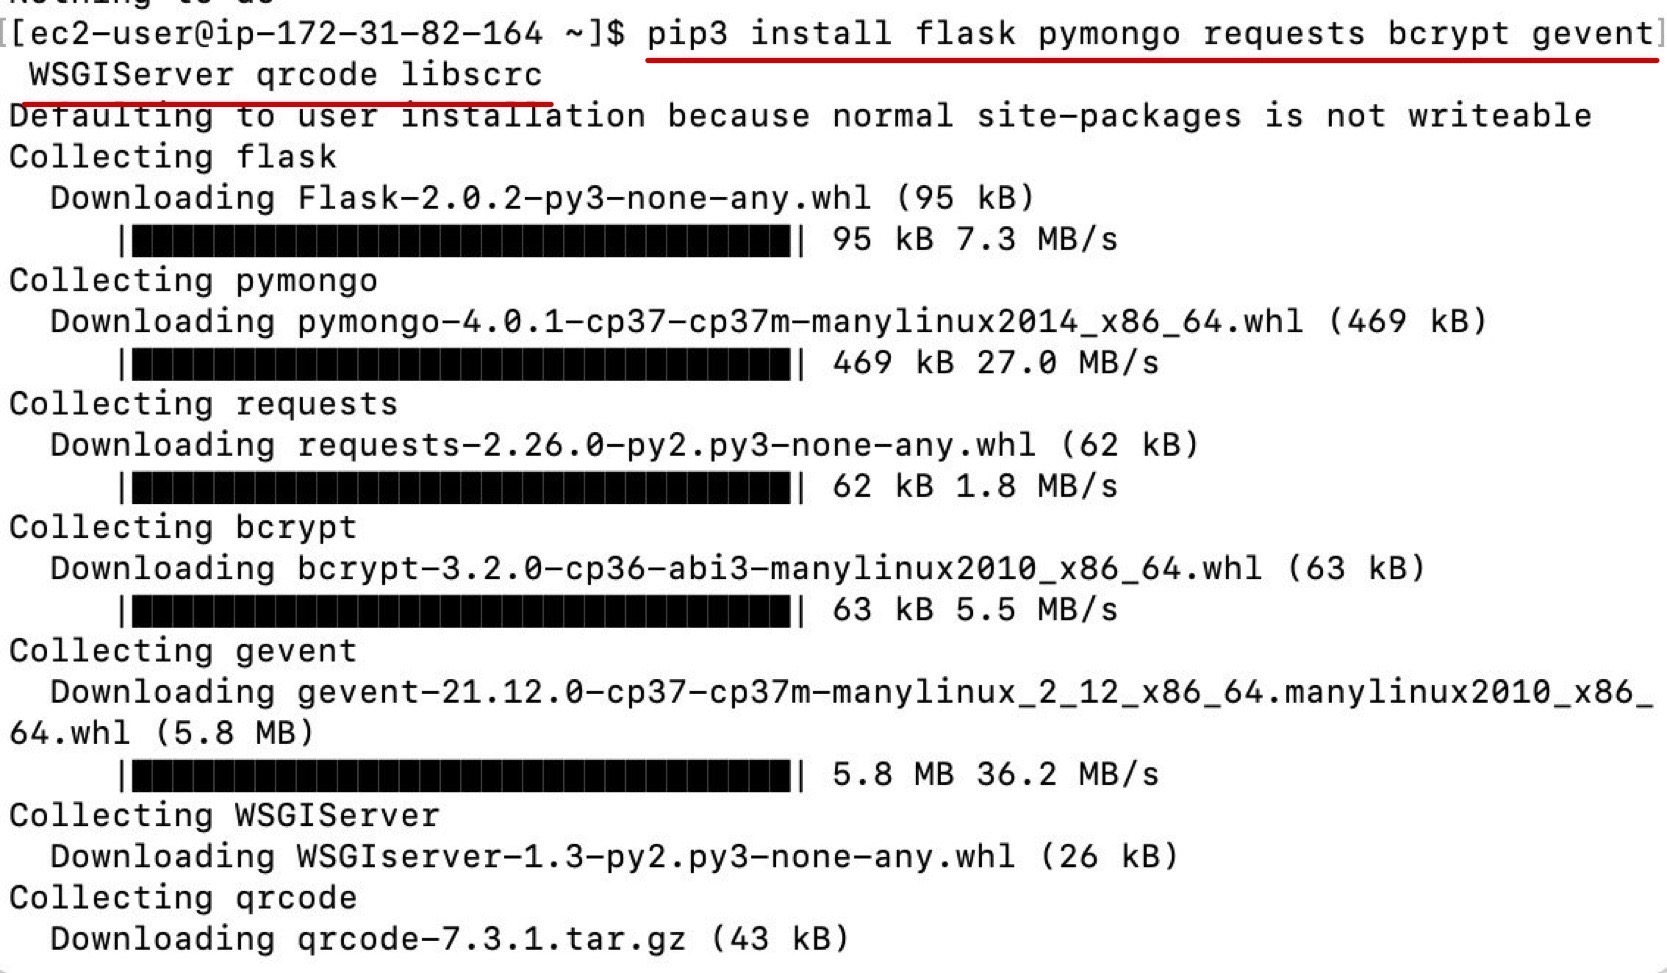 Nothing to do
[[ec2-user@ip-172-31-82-164 ~]$ pip3 install flask pymongo requests bcrypt gevent]
WSGIServer qrcode libscrc
Defaulting to user installation because normal site-packages is not writeable
Collecting flask
Downloading Flask-2.0.2-py3-none-any.whl (95 kB)
|████████████████████████████████| 95 kB 7.3 MB/s
Collecting pymongo
Downloading pymongo-4.0.1-cp37-cp37m-manylinux2014_x86_64.whl (469 kB)
|████████████████████████████████| 469 kB 27.0 MB/s
Collecting requests
Downloading requests-2.26.0-py2.py3-none-any.whl (62 kB)
|████████████████████████████████| 62 kB 1.8 MB/s
Collecting bcrypt
Downloading bcrypt-3.2.0-cp36-abi3-manylinux2010_x86_64.whl (63 kB)
|████████████████████████████████| 63 kB 5.5 MB/s
Collecting gevent
Downloading gevent-21.12.0-cp37-cp37m-manylinux_2_12_x86_64.manylinux2010_x86_
64.whl (5.8 MB)
|████████████████████████████████| 5.8 MB 36.2 MB/s
Collecting WSGIServer
Downloading WSGIserver-1.3-py2.py3-none-any.whl (26 kB)
Collecting qrcode
Downloading qrcode-7.3.1.tar.gz (43 kB)